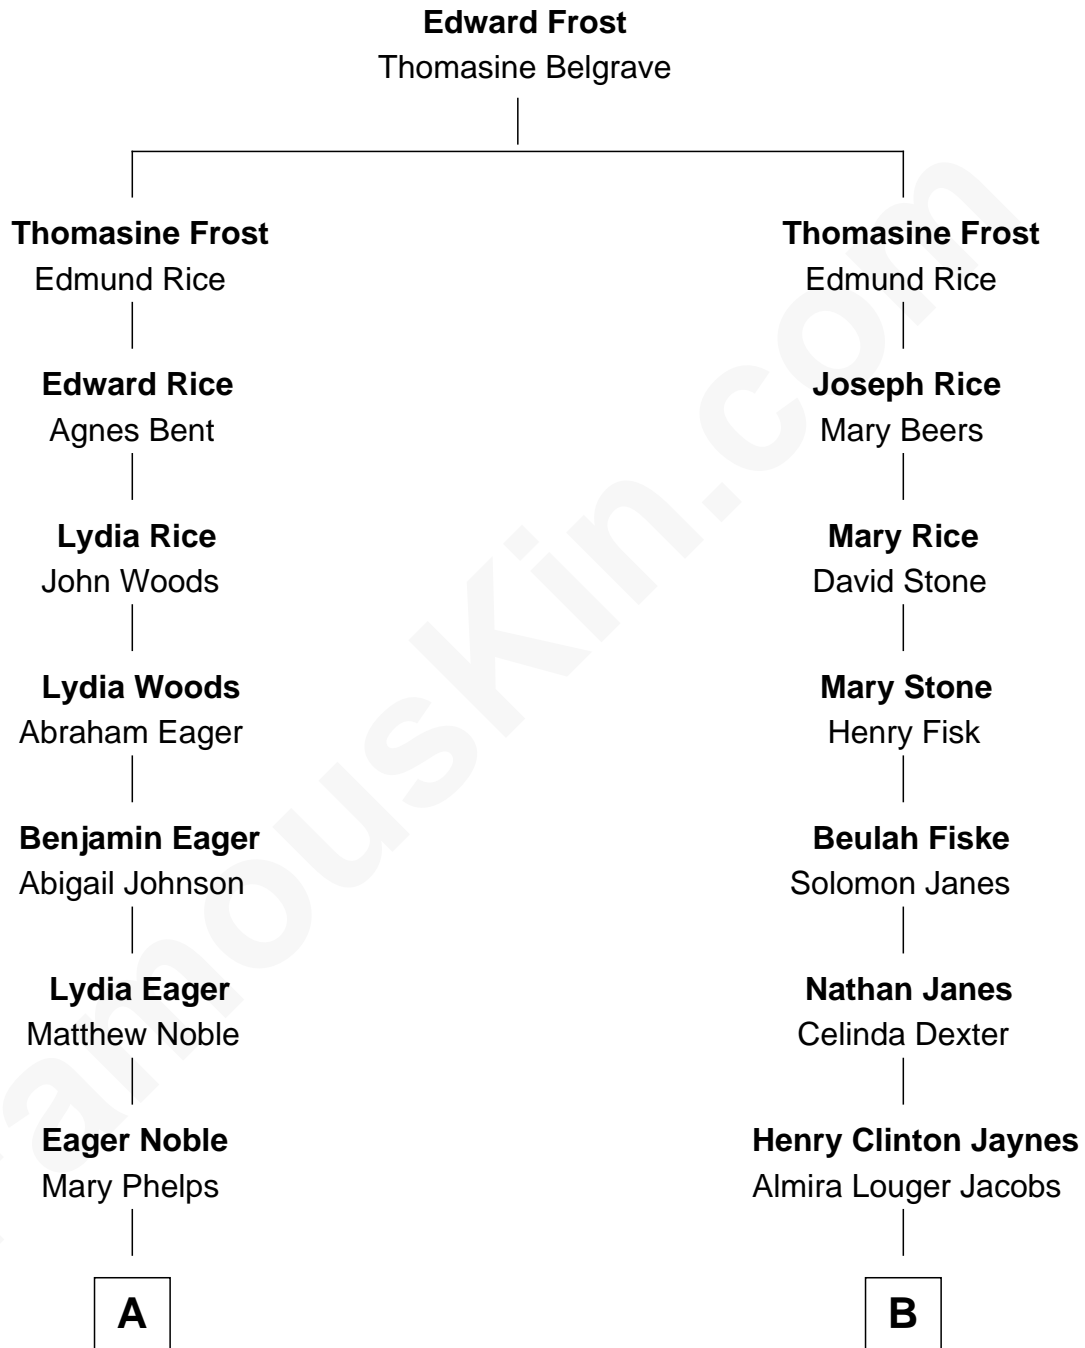 Edward Frost
Thomasine Belgrave
Thomasine Frost
Edmund Rice
Thomasine Frost
Edmund Rice
Edward Rice
Agnes Bent
Joseph Rice
Mary Beers
Lydia Rice
John Woods
Mary Rice
David Stone
Lydia Woods
Abraham Eager
Mary Stone
Henry Fisk
Benjamin Eager
Abigail Johnson
Beulah Fiske
Solomon Janes
Lydia Eager
Matthew Noble
Nathan Janes
Celinda Dexter
Eager Noble
Mary Phelps
Henry Clinton Jaynes
Almira Louger Jacobs
A
B
FamousKin.com